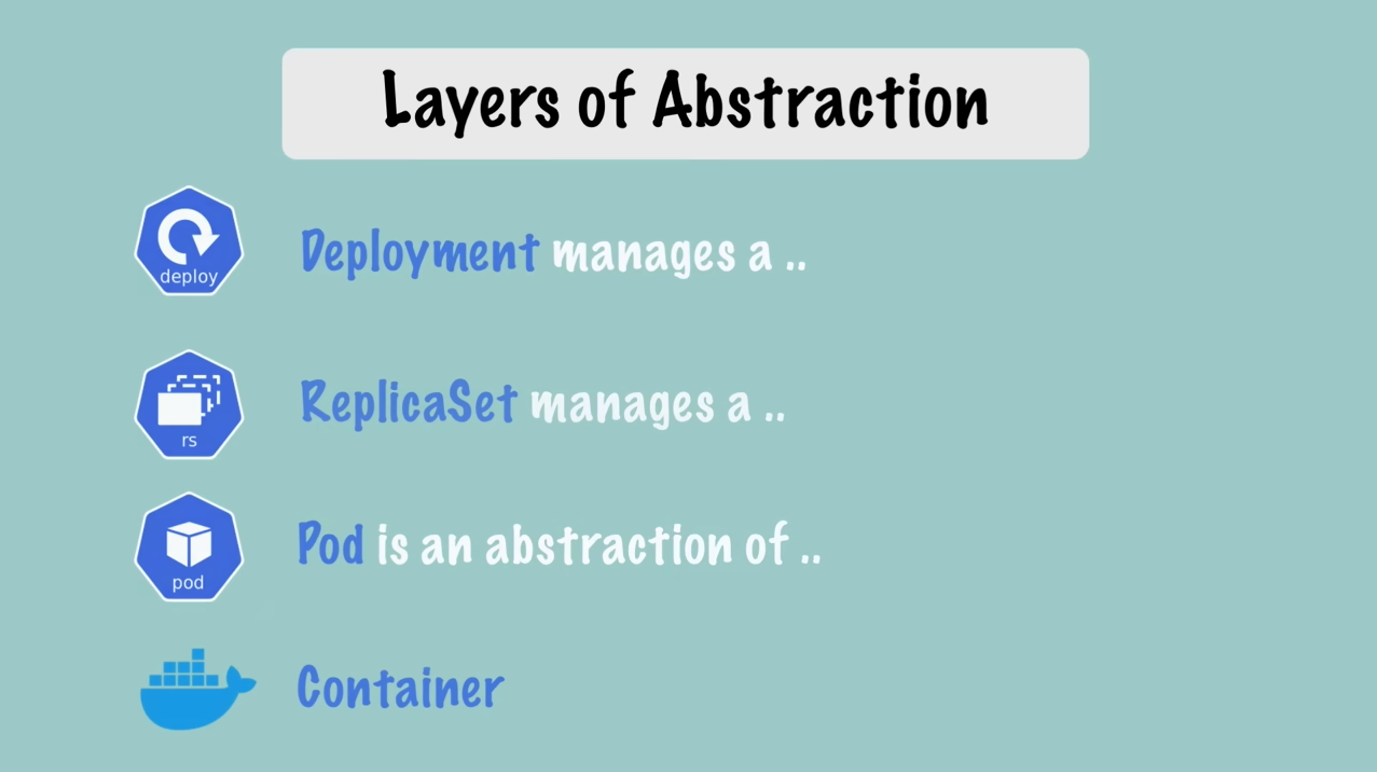 Layers of Abstraction
deploy
Deployment manages a ..
rs
ReplicaSet manages a ..
pod
Pod is an abstraction of ..
Container